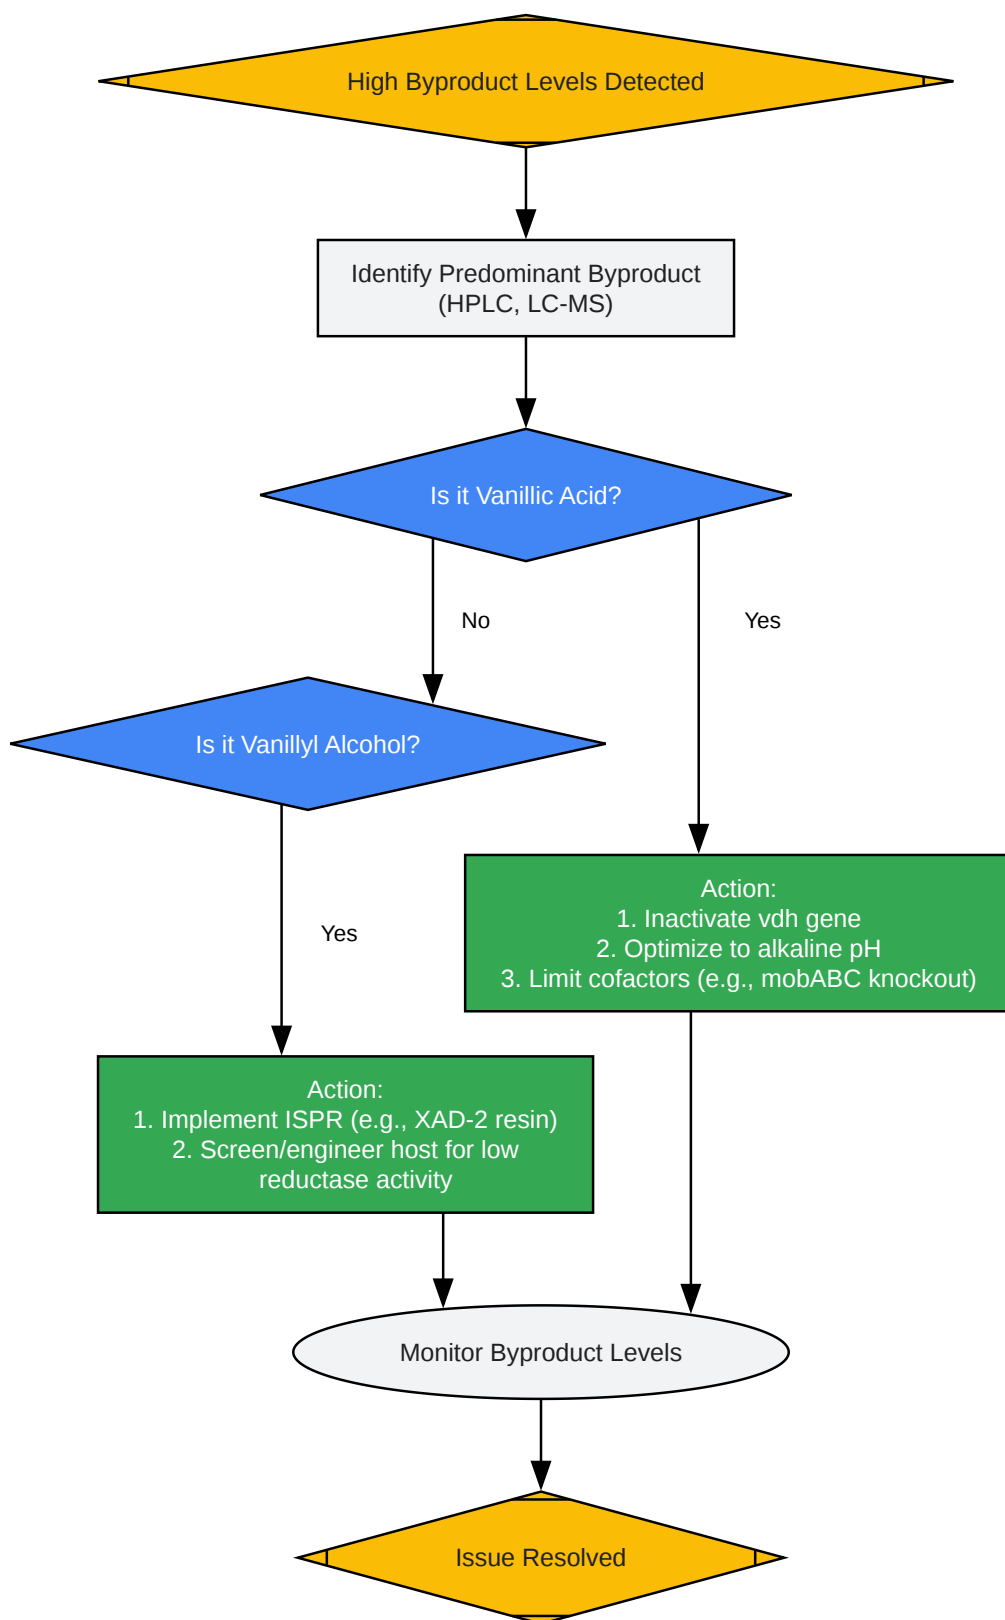 High Byproduct Levels Detected
Identify Predominant Byproduct
(HPLC, LC-MS)
Is it Vanillic Acid?
No
Yes
Is it Vanillyl Alcohol?
Action:
1. Inactivate vdh gene
2. Optimize to alkaline pH
3. Limit cofactors (e.g., mobABC knockout)
Yes
Action:
1. Implement ISPR (e.g., XAD-2 resin)
2. Screen/engineer host for low
reductase activity
Monitor Byproduct Levels
Issue Resolved